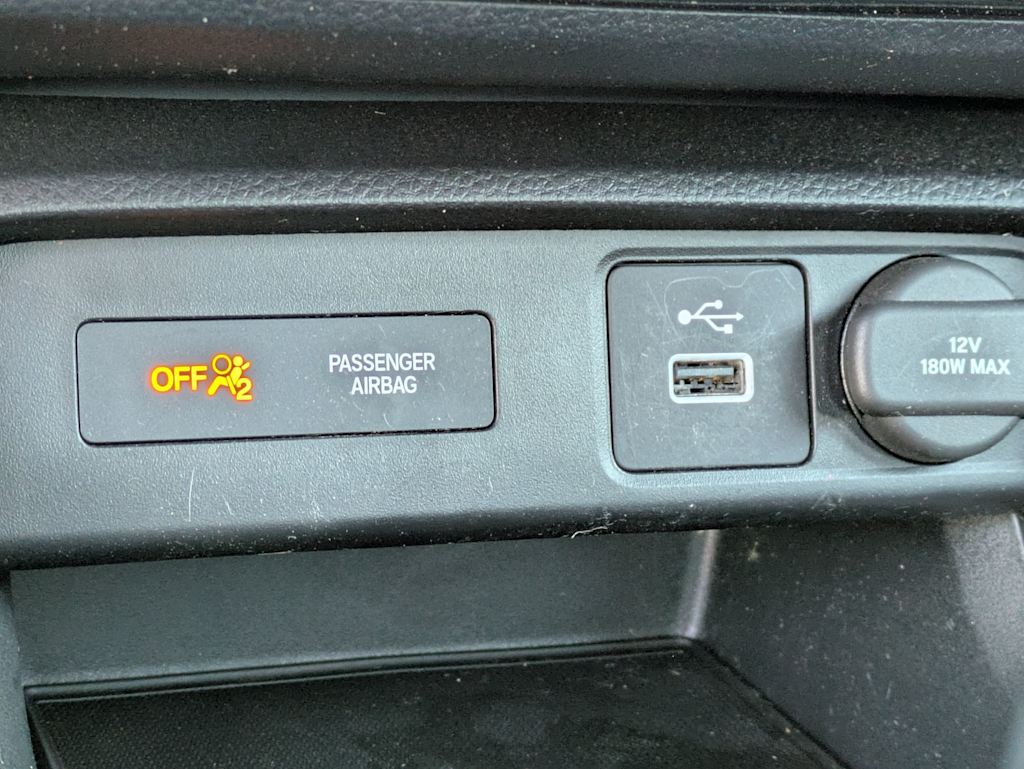 OFF 2
PASSENGER
AIRBAG
12V
180W MAX